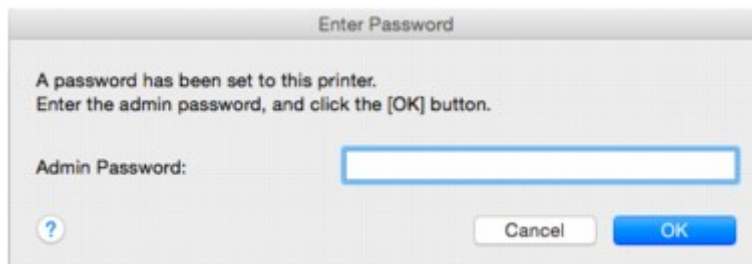 Enter Password
A password has been set to this printer.
Enter the admin password, and click the [OK] button.
Admin Password:
?
Cancel
OK